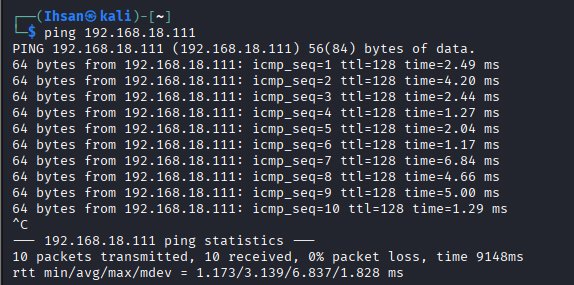 ┌──(Ihsan㉿kali)-[~]
└─$ ping 192.168.18.111
PING 192.168.18.111 (192.168.18.111) 56(84) bytes of data.
64 bytes from 192.168.18.111: icmp_seq=1 ttl=128 time=2.49 ms
64 bytes from 192.168.18.111: icmp_seq=2 ttl=128 time=4.20 ms
64 bytes from 192.168.18.111: icmp_seq=3 ttl=128 time=2.44 ms
64 bytes from 192.168.18.111: icmp_seq=4 ttl=128 time=1.27 ms
64 bytes from 192.168.18.111: icmp_seq=5 ttl=128 time=2.04 ms
64 bytes from 192.168.18.111: icmp_seq=6 ttl=128 time=1.17 ms
64 bytes from 192.168.18.111: icmp_seq=7 ttl=128 time=6.84 ms
64 bytes from 192.168.18.111: icmp_seq=8 ttl=128 time=4.66 ms
64 bytes from 192.168.18.111: icmp_seq=9 ttl=128 time=5.00 ms
64 bytes from 192.168.18.111: icmp_seq=10 ttl=128 time=1.29 ms
^C
--- 192.168.18.111 ping statistics ---
10 packets transmitted, 10 received, 0% packet loss, time 9148ms
rtt min/avg/max/mdev = 1.173/3.139/6.837/1.828 ms